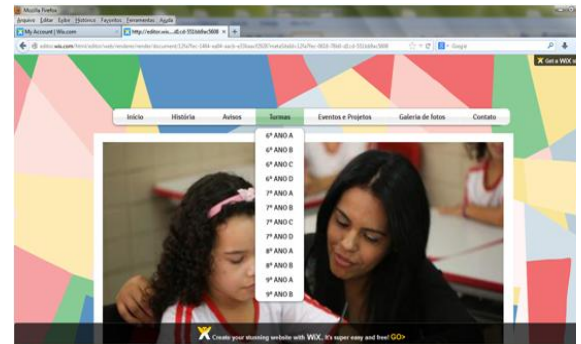 Mozilla Firefox
Arquivo Editar Exibir Histórico Favoritos Ferramentas Ajuda
My Account | Wix.com
Google
Get a WIX
Início História Avisos Turmas Eventos e Projetos Galeria de fotos Contato
6º ANO A
6º ANO B
6º ANO C
6º ANO D
7º ANO A
7º ANO B
7º ANO C
7º ANO D
8º ANO A
8º ANO B
9º ANO A
9º ANO B
Create your stunning website with WiX. It's super easy and free! GO>